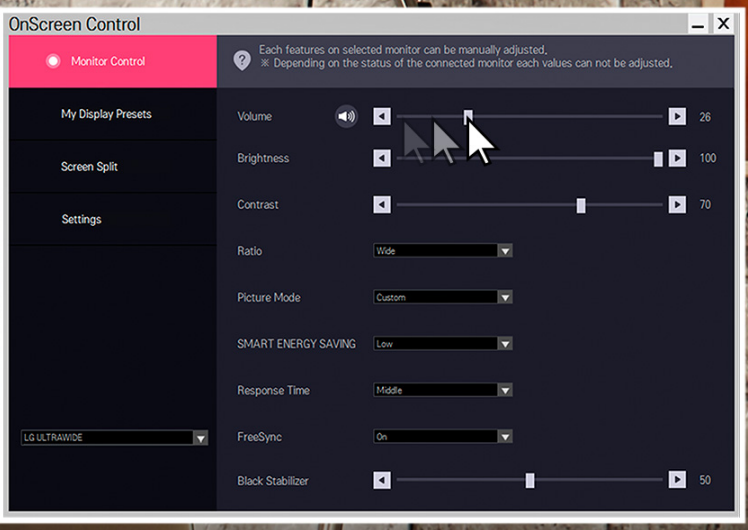 OnScreen Control
Monitor Control
My Display Presets
Screen Split
Settings
LG ULTRAWIDE
Each features on selected monitor can be manually adjusted.
※ Depending on the status of the connected monitor each values can not be adjusted.
Volume 26
Brightness 100
Contrast 70
Ratio Wide
Picture Mode Custom
SMART ENERGY SAVING Low
Response Time Middle
FreeSync On
Black Stabilizer 50